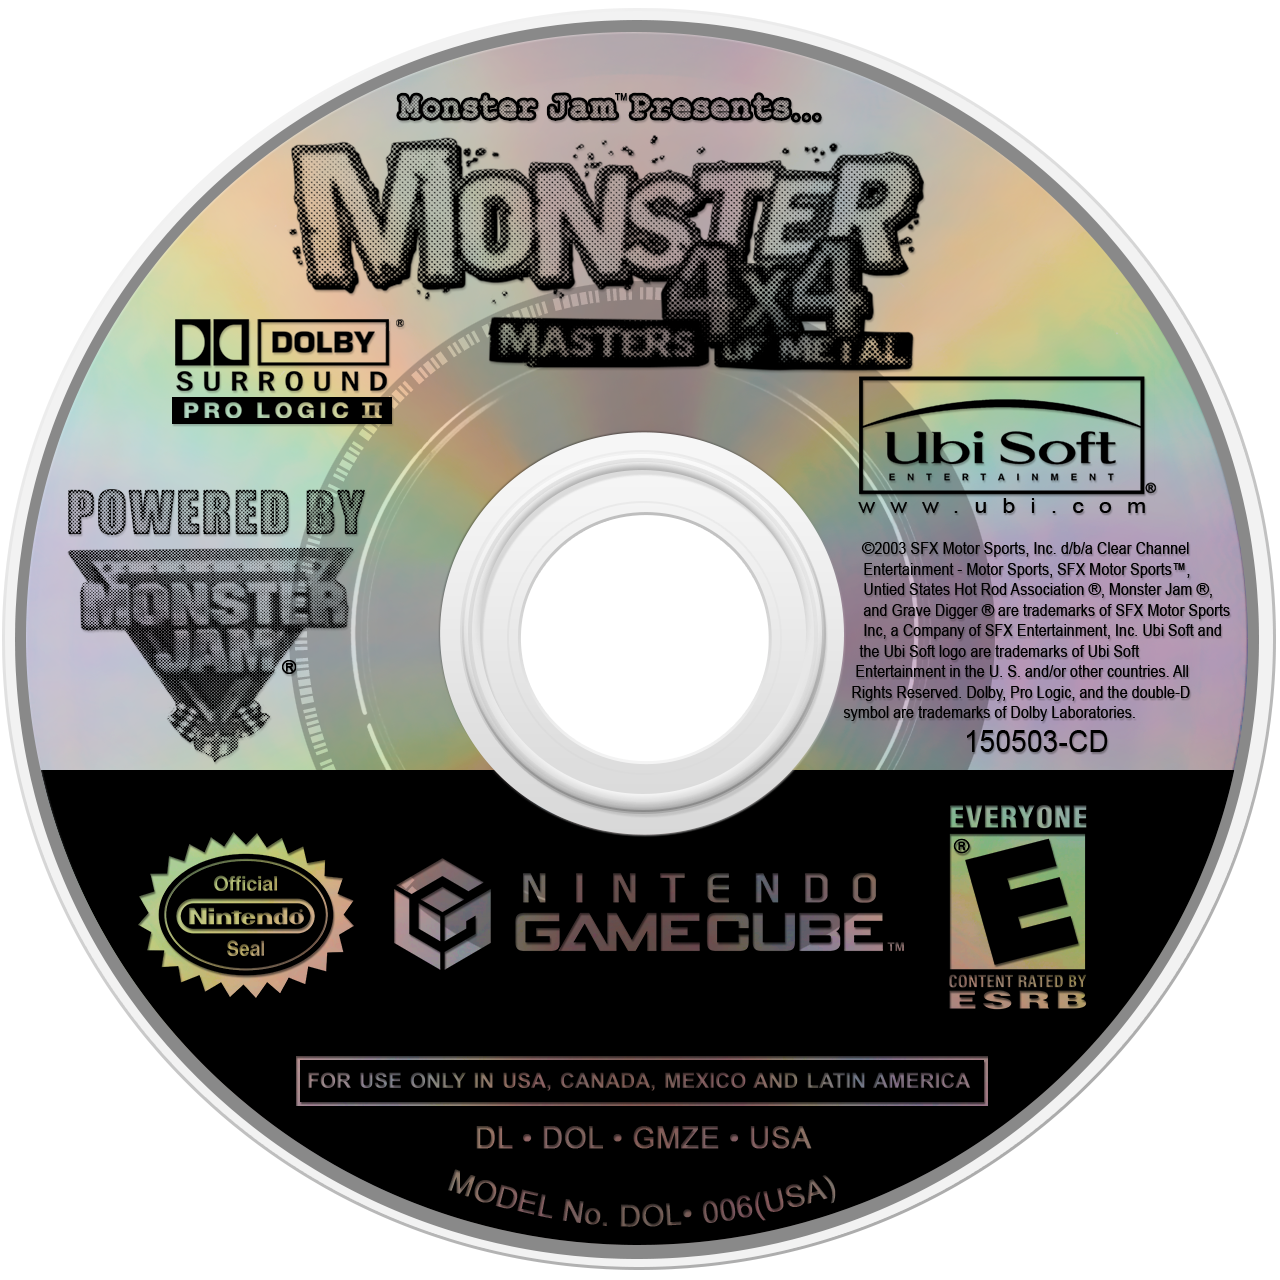 Monster Jam™ Presents...
MONSTER
4x4
MASTERS OF METAL
DOLBY®
SURROUND
PRO LOGIC II
Ubi Soft
ENTERTAINMENT®
www.ubi.com
POWERED BY
MONSTER
JAM®
©2003 SFX Motor Sports, Inc. d/b/a Clear Channel
Entertainment - Motor Sports, SFX Motor Sports™,
Untied States Hot Rod Association ®, Monster Jam ®,
and Grave Digger ® are trademarks of SFX Motor Sports
Inc, a Company of SFX Entertainment, Inc. Ubi Soft and
the Ubi Soft logo are trademarks of Ubi Soft
Entertainment in the U. S. and/or other countries. All
Rights Reserved. Dolby, Pro Logic, and the double-D
symbol are trademarks of Dolby Laboratories.
150503-CD
Official
Nintendo®
Seal
NINTENDO
GAMECUBE™
EVERYONE
E®
CONTENT RATED BY
ESRB
FOR USE ONLY IN USA, CANADA, MEXICO AND LATIN AMERICA
DL • DOL • GMZE • USA
MODEL No. DOL• 006(USA)